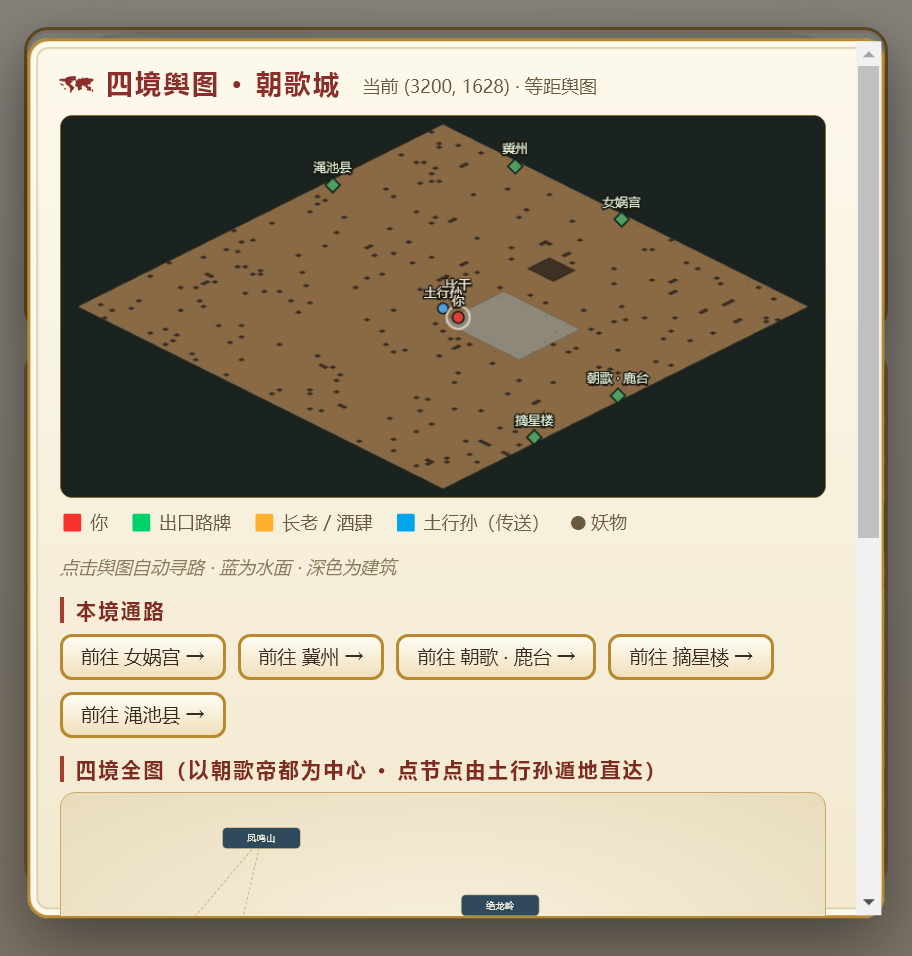 四境舆图 · 朝歌城 当前 (3200, 1628) · 等距舆图
冀州
渑池县
女娲宫
比干
土行孙
你
朝歌 · 鹿台
摘星楼
你 出口路牌 长老 / 酒肆 土行孙（传送） 妖物
点击舆图自动寻路 · 蓝为水面 · 深色为建筑
本境通路
前往 女娲宫 → 前往 冀州 → 前往 朝歌 · 鹿台 → 前往 摘星楼 →
前往 渑池县 →
四境全图（以朝歌帝都为中心 · 点节点由土行孙遁地直达）
凤鸣山
绝龙岭